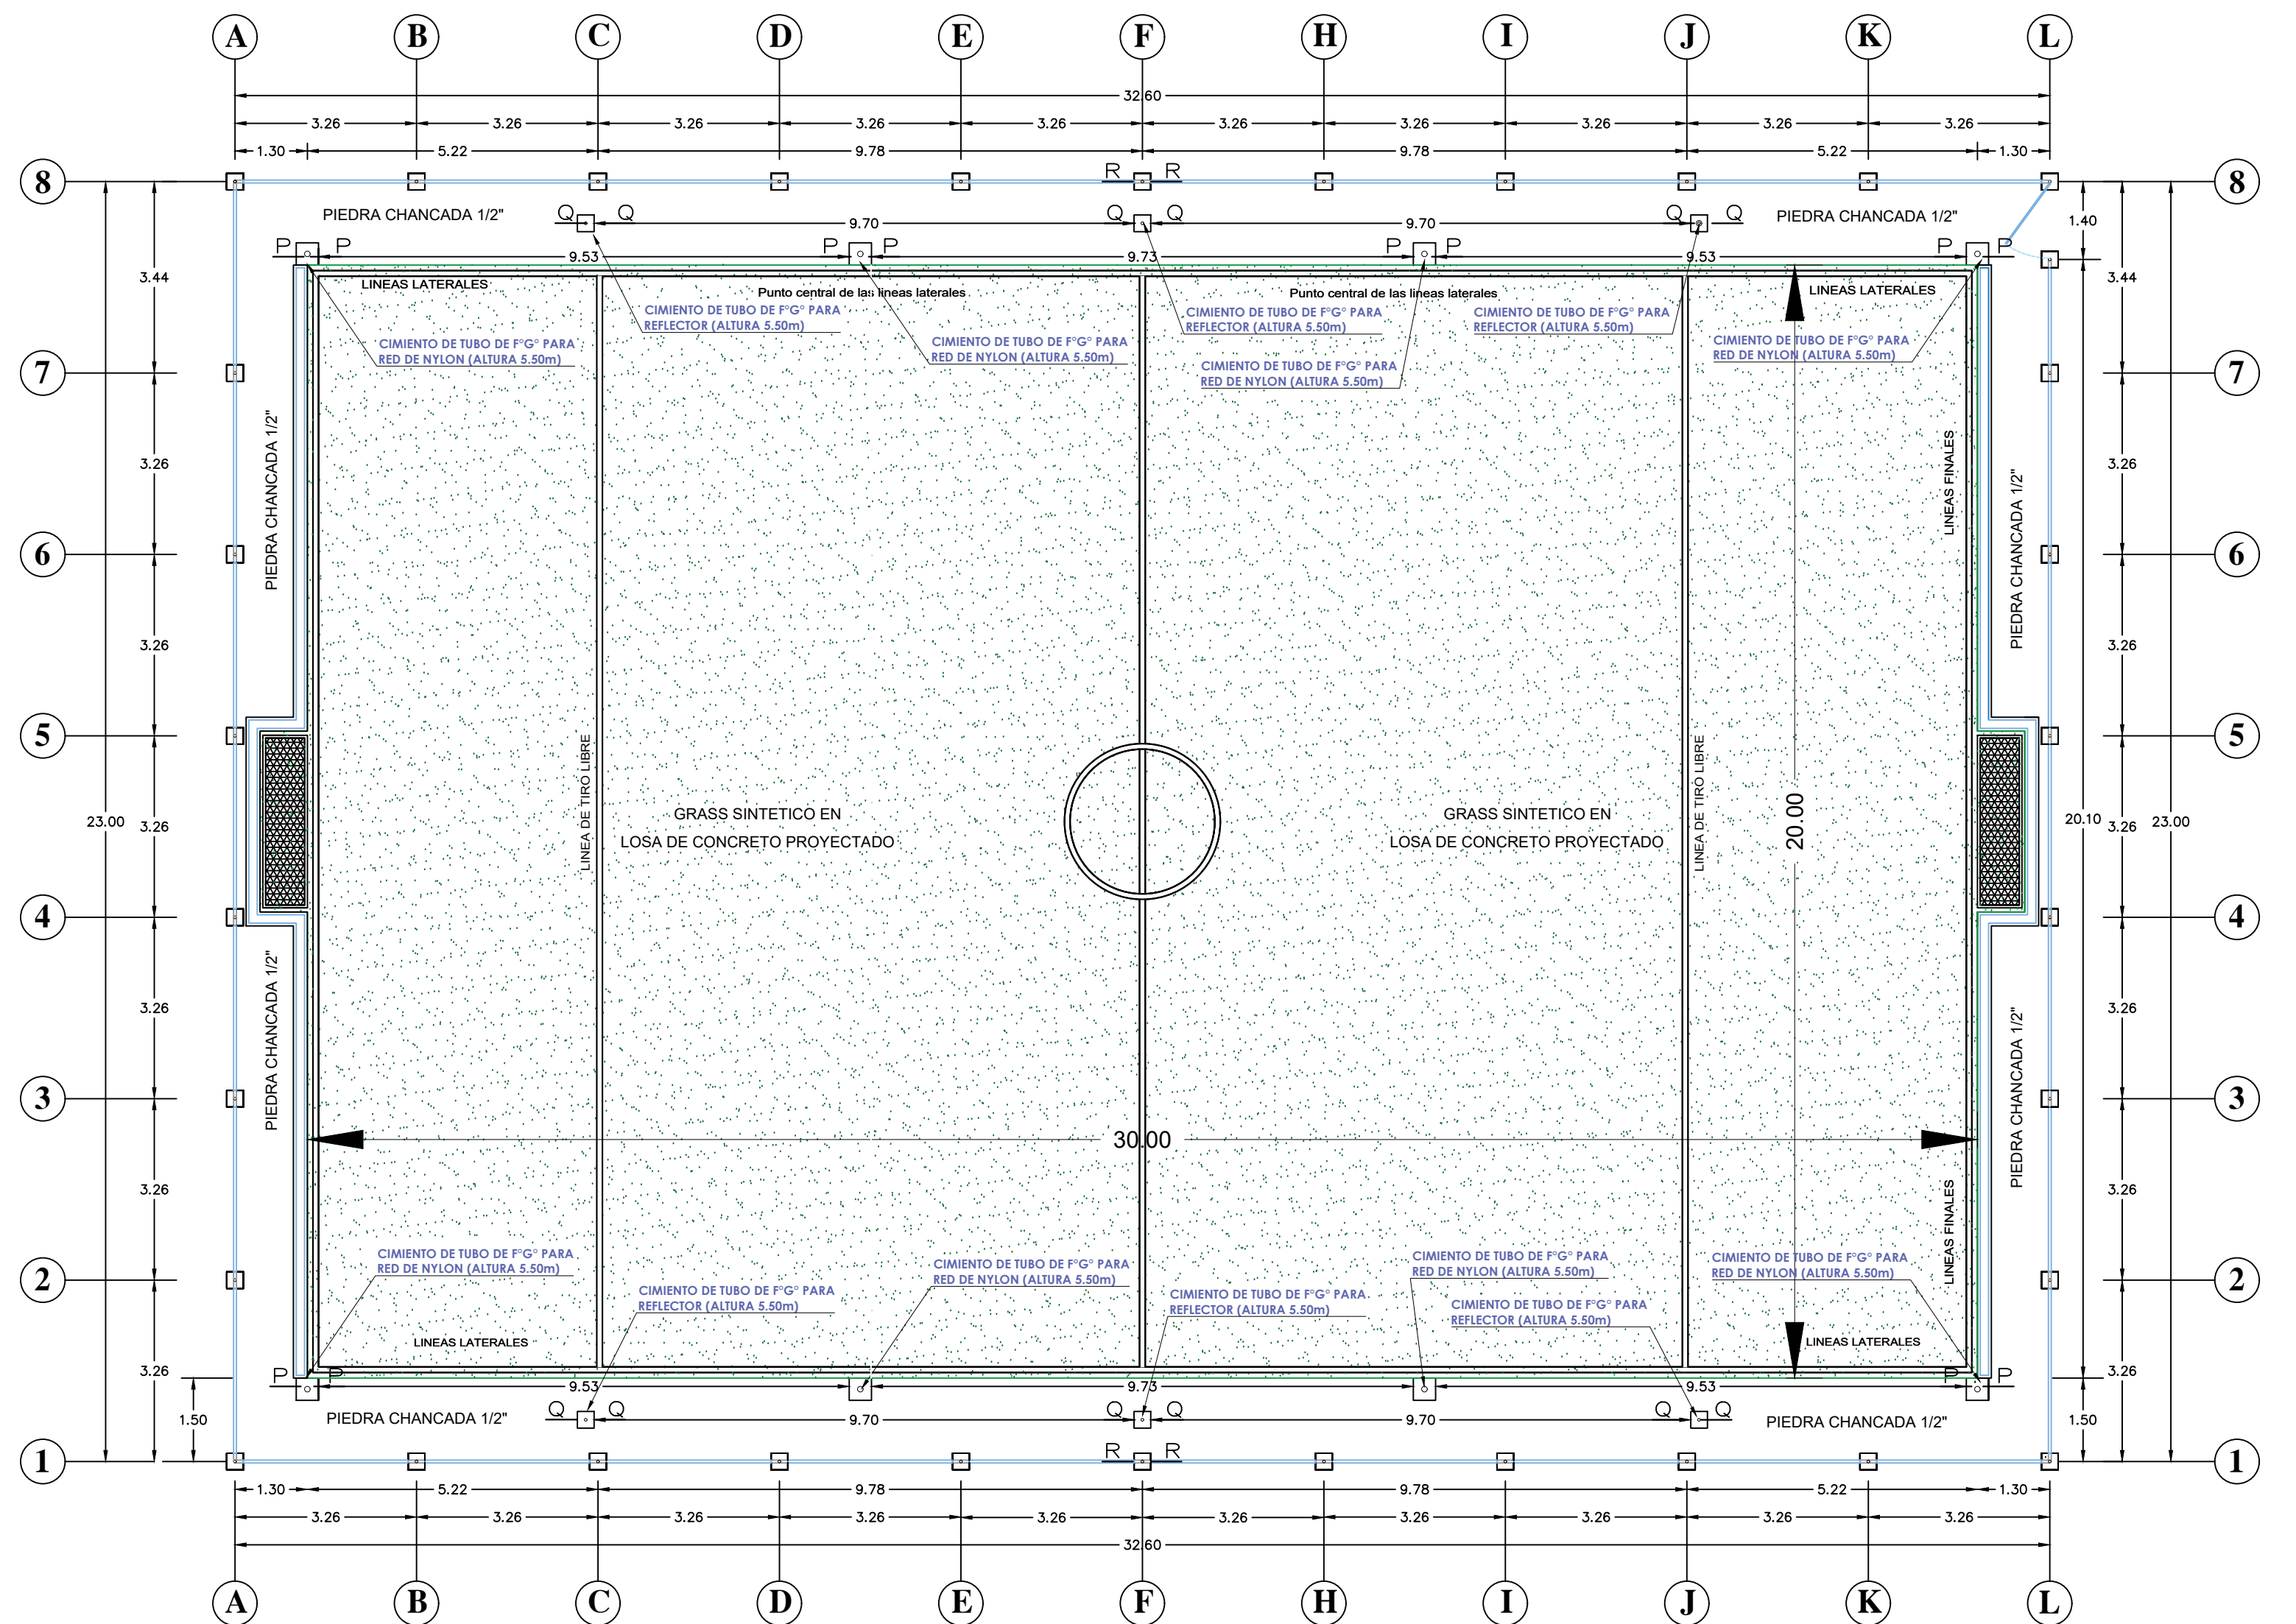 A B C D E F H I J K L
32.60
3.26 3.26 3.26 3.26 3.26 3.26 3.26 3.26 3.26 3.26
1.30 5.22 9.78 9.78 5.22 1.30
8 R R 8
PIEDRA CHANCADA 1/2" Q Q 9.70 Q Q 9.70 Q Q PIEDRA CHANCADA 1/2" 1.40
P P 9.53 P P 9.73 P P 9.53 P P
3.44 3.44
LINEAS LATERALES
Punto central de las lineas laterales
Punto central de las lineas laterales
LINEAS LATERALES
CIMIENTO DE TUBO DE F°G° PARA
REFLECTOR (ALTURA 5.50m)
CIMIENTO DE TUBO DE F°G° PARA
REFLECTOR (ALTURA 5.50m)
CIMIENTO DE TUBO DE F°G° PARA
REFLECTOR (ALTURA 5.50m)
CIMIENTO DE TUBO DE F°G° PARA
RED DE NYLON (ALTURA 5.50m)
CIMIENTO DE TUBO DE F°G° PARA
RED DE NYLON (ALTURA 5.50m)
CIMIENTO DE TUBO DE F°G° PARA
RED DE NYLON (ALTURA 5.50m)
CIMIENTO DE TUBO DE F°G° PARA
RED DE NYLON (ALTURA 5.50m)
7 7
PIEDRA CHANCADA 1/2"
LINEAS FINALES
PIEDRA CHANCADA 1/2"
3.26 3.26
6 6
3.26 3.26
5 5
LINEA DE TIRO LIBRE
LINEA DE TIRO LIBRE
GRASS SINTETICO EN
LOSA DE CONCRETO PROYECTADO
GRASS SINTETICO EN
LOSA DE CONCRETO PROYECTADO
20.00
23.00 3.26 20.10 3.26 23.00
4 4
PIEDRA CHANCADA 1/2"
PIEDRA CHANCADA 1/2"
3.26 3.26
3 3
30.00
3.26 3.26
LINEAS FINALES
2 2
CIMIENTO DE TUBO DE F°G° PARA
RED DE NYLON (ALTURA 5.50m)
CIMIENTO DE TUBO DE F°G° PARA
REFLECTOR (ALTURA 5.50m)
CIMIENTO DE TUBO DE F°G° PARA
RED DE NYLON (ALTURA 5.50m)
CIMIENTO DE TUBO DE F°G° PARA
REFLECTOR (ALTURA 5.50m)
CIMIENTO DE TUBO DE F°G° PARA
RED DE NYLON (ALTURA 5.50m)
CIMIENTO DE TUBO DE F°G° PARA
REFLECTOR (ALTURA 5.50m)
CIMIENTO DE TUBO DE F°G° PARA
RED DE NYLON (ALTURA 5.50m)
LINEAS LATERALES
LINEAS LATERALES
3.26 3.26
P P 9.53 9.73 9.53 P P
1.50 PIEDRA CHANCADA 1/2" Q Q 9.70 Q Q 9.70 Q Q PIEDRA CHANCADA 1/2" 1.50
1 R R 1
1.30 5.22 9.78 9.78 5.22 1.30
3.26 3.26 3.26 3.26 3.26 3.26 3.26 3.26 3.26 3.26
32.60
A B C D E F H I J K L